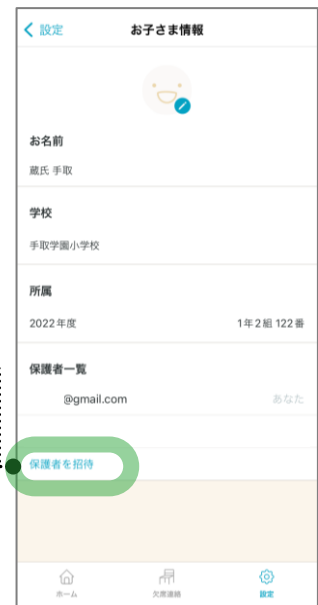 設定 お子さま情報
お名前
蔵氏 手取
学校
手取学園小学校
所属
2022年度 1年2組 122番
保護者一覧
@gmail.com あなた
保護者を招待
ホーム 欠席連絡 設定